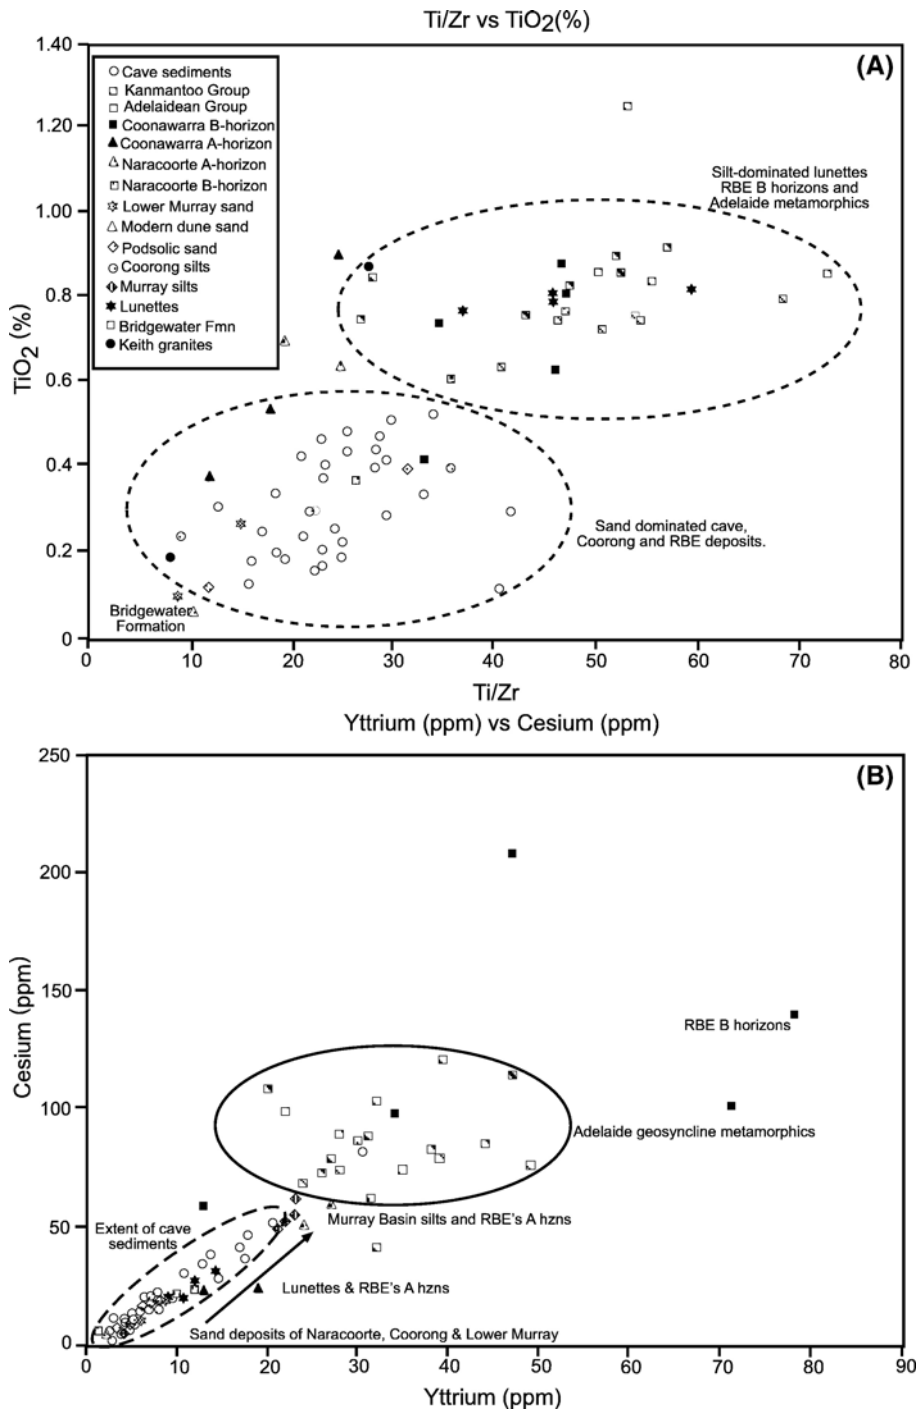 Ti/Zr vs TiO2(%)
(A)
1.40
1.20
1.00
0.8
0.6
0.4
0.2
0
TiO2 (%)
Cave sediments
Kanmantoo Group
Adelaidean Group
Coonawarra B-horizon
Coonawarra A-horizon
Naracoorte A-horizon
Naracoorte B-horizon
Lower Murray sand
Modern dune sand
Podsolic sand
Coorong silts
Murray silts
Lunettes
Bridgewater Fmn
Keith granites
Silt-dominated lunettes
RBE B horizons and
Adelaide metamorphics
Sand dominated cave,
Coorong and RBE deposits.
Bridgewater
Formation
0 10 20 30 40 50 60 70 80
Ti/Zr
Yttrium (ppm) vs Cesium (ppm)
(B)
250
200
150
100
50
0
Cesium (ppm)
RBE B horizons
Adelaide geosyncline metamorphics
Extent of cave
sediments
Murray Basin silts and RBE's A hzns
Lunettes & RBE's A hzns
Sand deposits of Naracoorte, Coorong & Lower Murray
0 10 20 30 40 50 60 70 80 90
Yttrium (ppm)